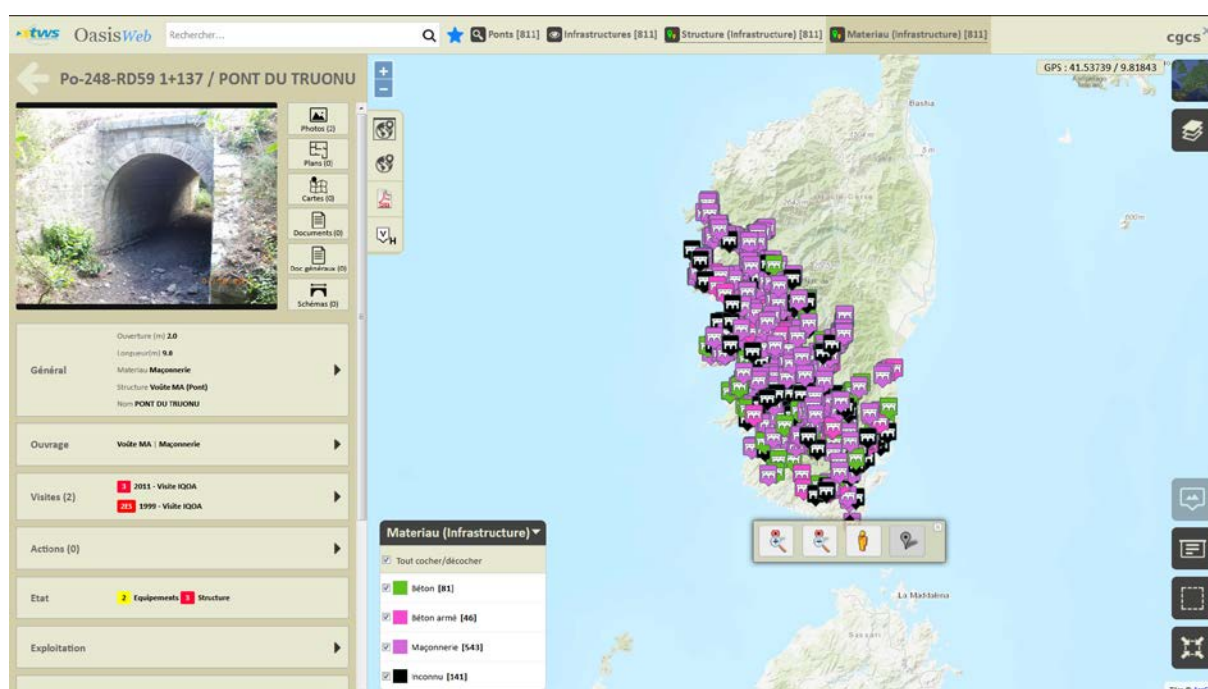 tws OasisWeb Rechercher... Ponts [811] Infrastructures [811] Structure (Infrastructure) [811] Materiau (Infrastructure) [811] cgcs
Po-248-RD59 1+137 / PONT DU TRUONU
GPS : 41.53739 / 9.81843
+
−
Photos (2)
Plans (0)
Cartes (0)
Documents (0)
Doc généraux (0)
Schémas (0)
Bastia
V H
Général
Ouverture (m) 2.0
Longueur(m) 9.8
Materiau Maçonnerie
Structure Voûte MA (Pont)
Nom PONT DU TRUONU
Ouvrage Voûte MA | Maçonnerie
Visites (2)
3 2011 - Visite IQOA
2ES 1999 - Visite IQOA
Actions (0)
Etat 2 Equipements 3 Structure
Exploitation
Materiau (Infrastructure)
Tout cocher/décocher
Béton [81]
Béton armé [46]
Maçonnerie [543]
Inconnu [141]
La Maddalena
Sassari